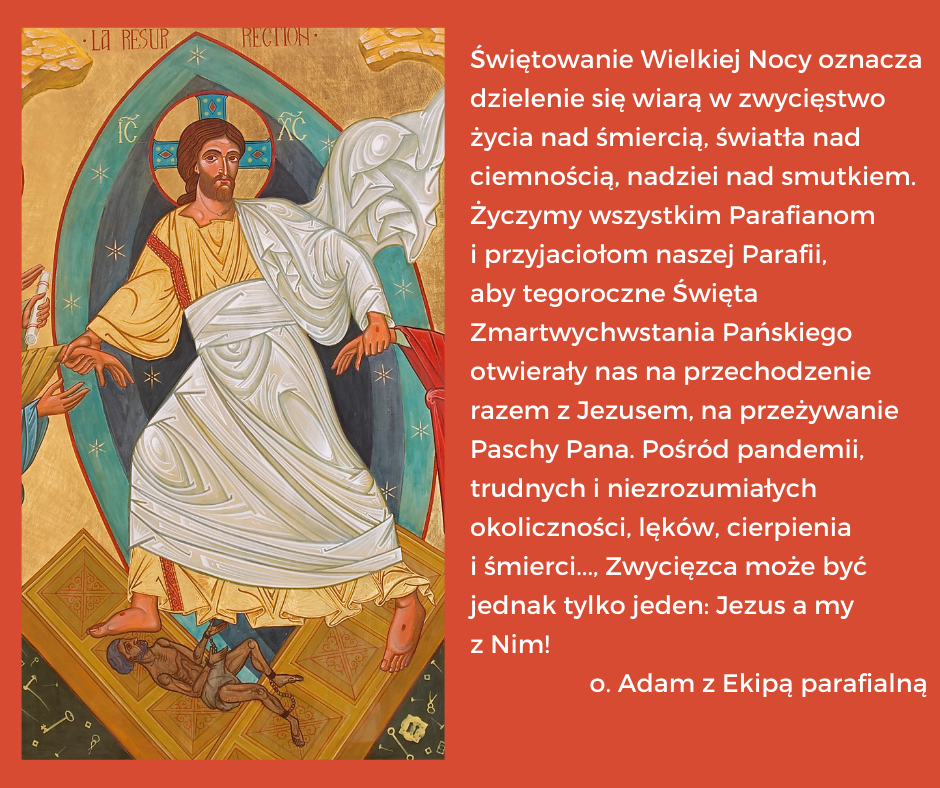 · LA RESURRECTION ·
IC XC
Świętowanie Wielkiej Nocy oznacza
dzielenie się wiarą w zwycięstwo
życia nad śmiercią, światła nad
ciemnością, nadziei nad smutkiem.
Życzymy wszystkim Parafianom
i przyjaciołom naszej Parafii,
aby tegoroczne Święta
Zmartwychwstania Pańskiego
otwierały nas na przechodzenie
razem z Jezusem, na przeżywanie
Paschy Pana. Pośród pandemii,
trudnych i niezrozumiałych
okoliczności, lęków, cierpienia
i śmierci..., Zwycięzca może być
jednak tylko jeden: Jezus a my
z Nim!
o. Adam z Ekipą parafialną